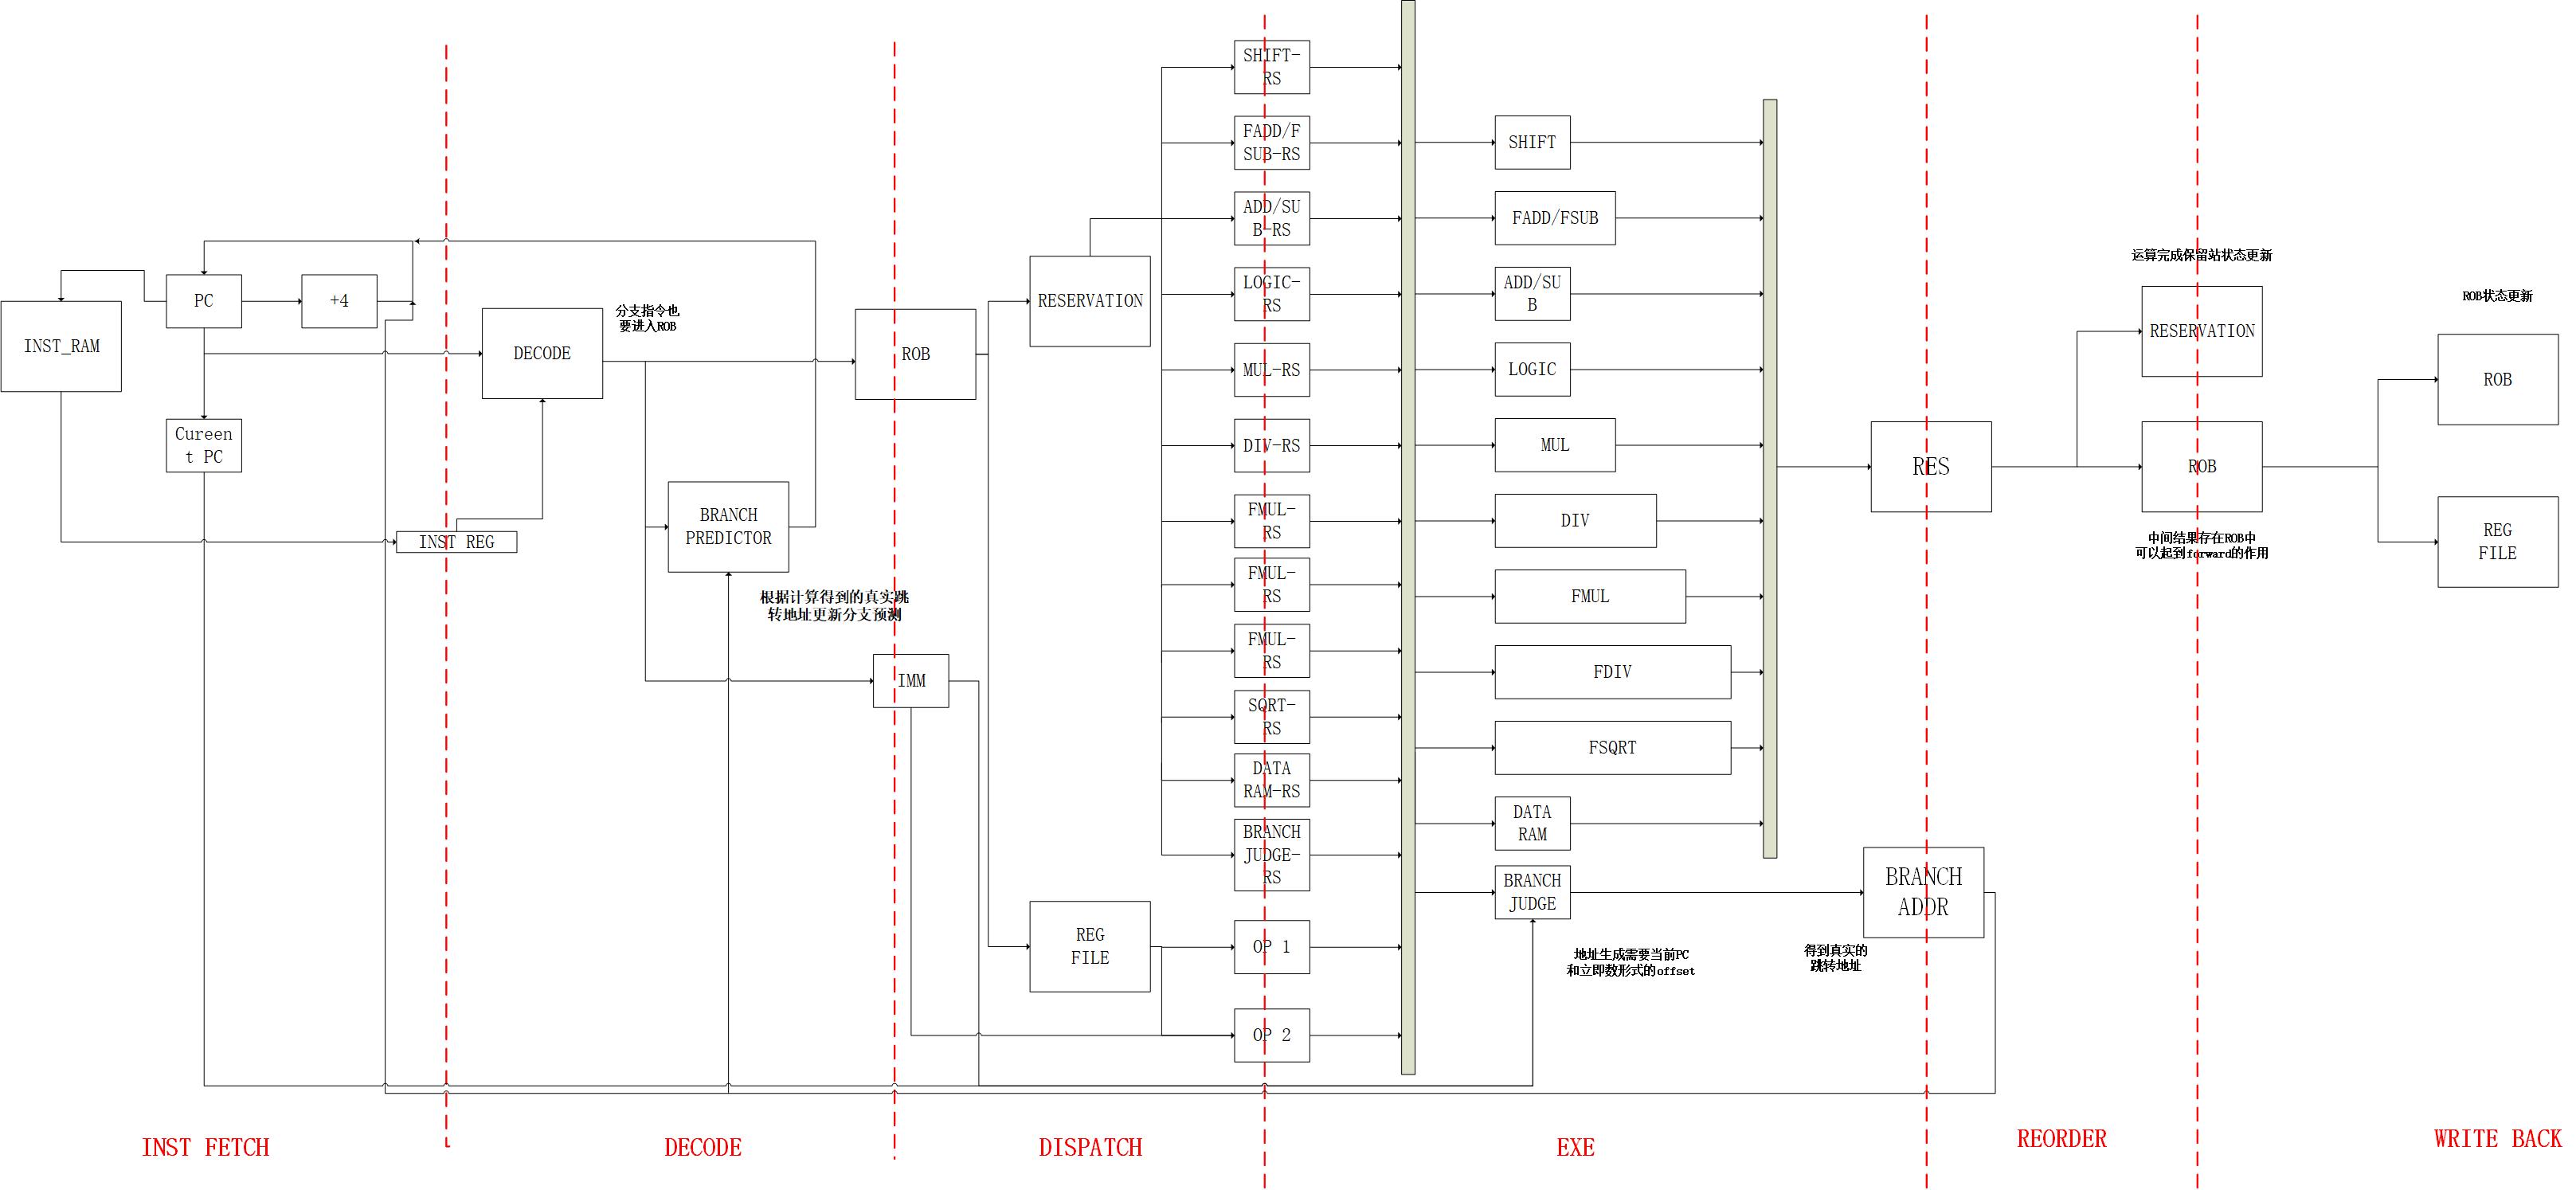 SHIFT-
RS
FADD/F
SUB-RS
ADD/SU
B-RS
LOGIC-
RS
MUL-RS
DIV-RS
FMUL-
RS
FMUL-
RS
FMUL-
RS
SQRT-
RS
DATA
RAM-RS
BRANCH
JUDGE-
RS
OP 1
OP 2
INST_RAM
PC
+4
Cureen
t PC
INST REG
DECODE
分支指令也
要进入ROB
BRANCH
PREDICTOR
根据计算得到的真实跳
转地址更新分支预测
ROB
IMM
RESERVATION
REG
FILE
SHIFT
FADD/FSUB
ADD/SU
B
LOGIC
MUL
DIV
FMUL
FDIV
FSQRT
DATA
RAM
BRANCH
JUDGE
地址生成需要当前PC
和立即数形式的offset
RES
BRANCH
ADDR
得到真实的
跳转地址
运算完成保留站状态更新
RESERVATION
ROB
中间结果存在ROB中
可以起到forward的作用
ROB状态更新
ROB
REG
FILE
INST FETCH
DECODE
DISPATCH
EXE
REORDER
WRITE BACK